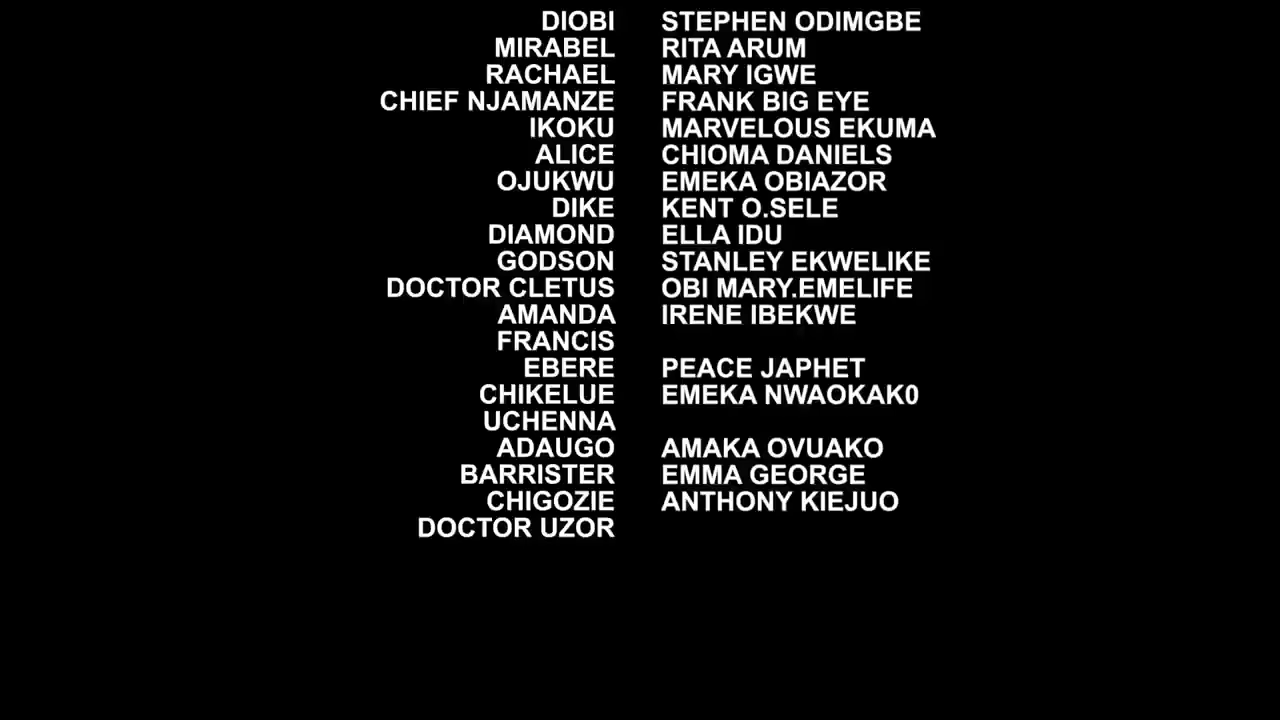 DIOBI STEPHEN ODIMGBE
MIRABEL RITA ARUM
RACHAEL MARY IGWE
CHIEF NJAMANZE FRANK BIG EYE
IKOKU MARVELOUS EKUMA
ALICE CHIOMA DANIELS
OJUKWU EMEKA OBIAZOR
DIKE KENT O.SELE
DIAMOND ELLA IDU
GODSON STANLEY EKWELIKE
DOCTOR CLETUS OBI MARY.EMELIFE
AMANDA IRENE IBEKWE
FRANCIS
EBERE PEACE JAPHET
CHIKELUE EMEKA NWAOKAK0
UCHENNA
ADAUGO AMAKA OVUAKO
BARRISTER EMMA GEORGE
CHIGOZIE ANTHONY KIEJUO
DOCTOR UZOR